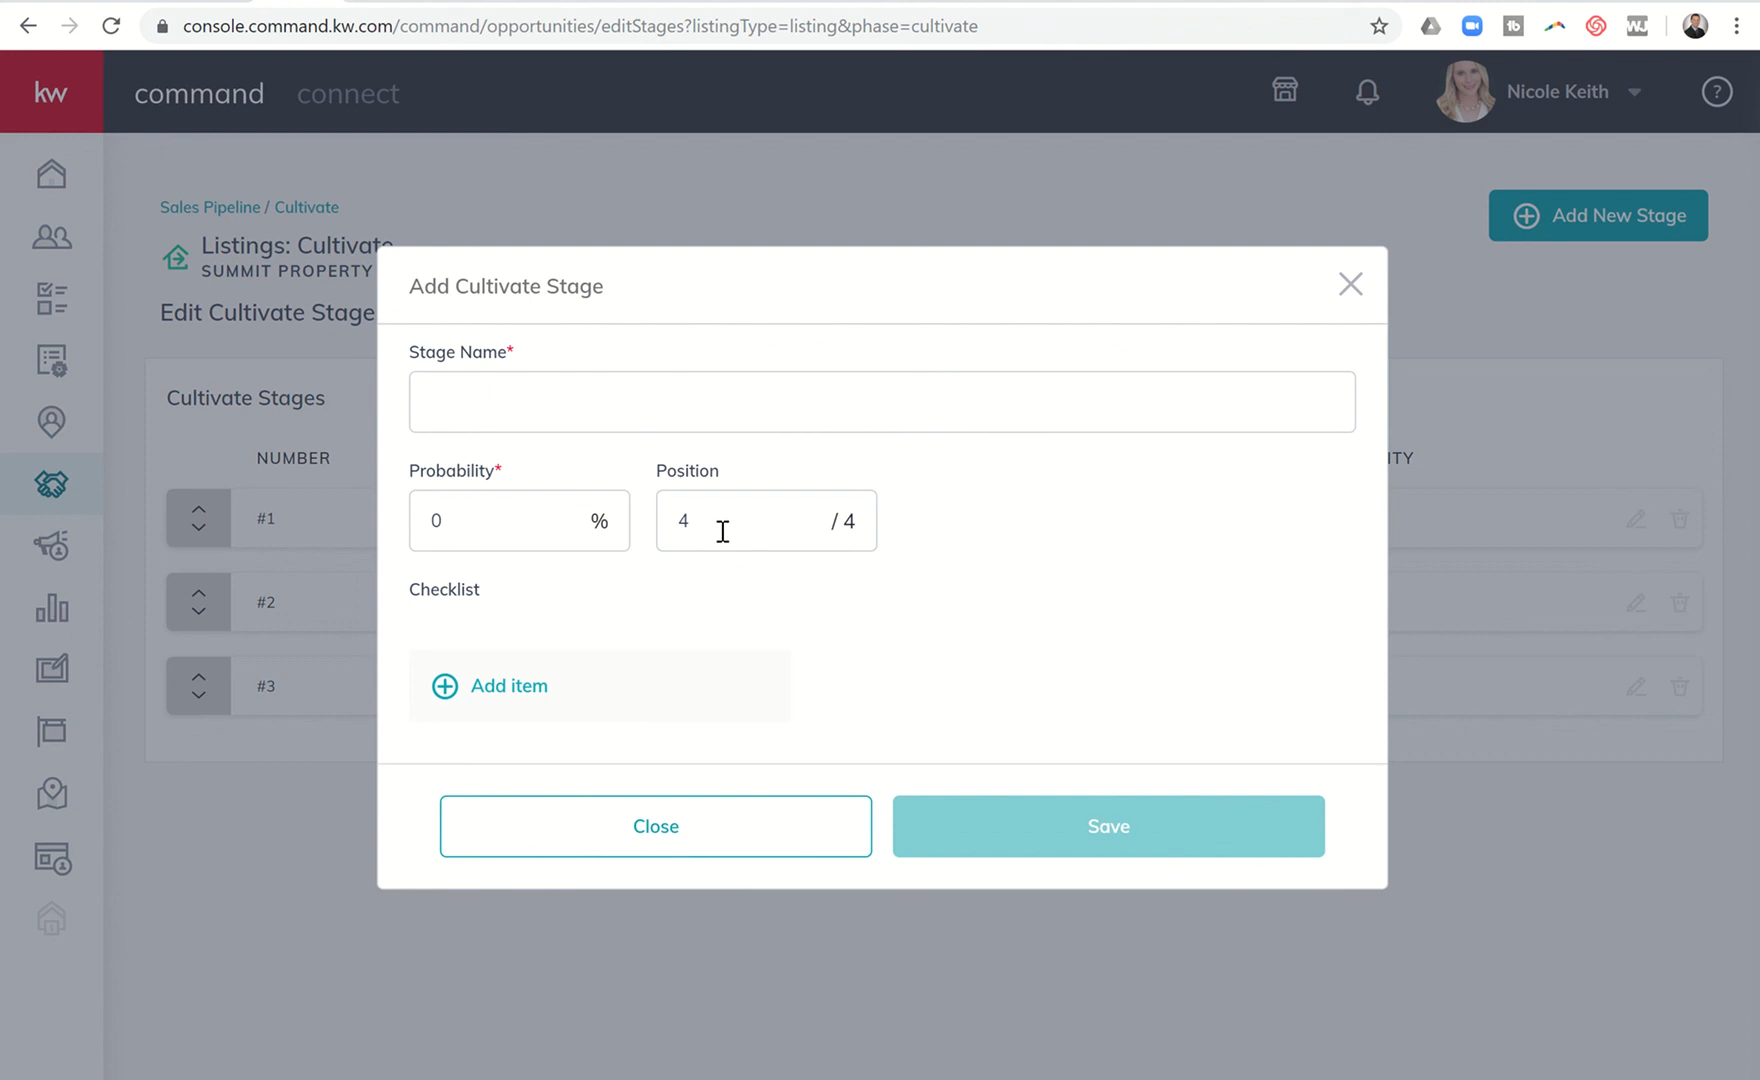 console.command.kw.com/command/opportunities/editStages?listingType=listing&phase=cultivate
kw
command
connect
Nicole Keith
?
Sales Pipeline / Cultivate
Add New Stage
Listings: Cultivate
SUMMIT PROPERTY
Edit Cultivate Stage
Add Cultivate Stage
Stage Name*
Cultivate Stages
NUMBER
ITY
Probability*
Position
0
%
4
/ 4
#1
Checklist
#2
Add item
#3
Close
Save